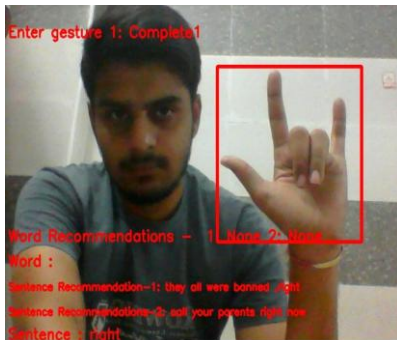 Enter gesture 1: Complete1
Word Recommendations - 1: None 2: None
Word :
Sentence Recommendation-1: they all were banned .right
Sentence Recommendations-2: call your parents right now
Sentence : right